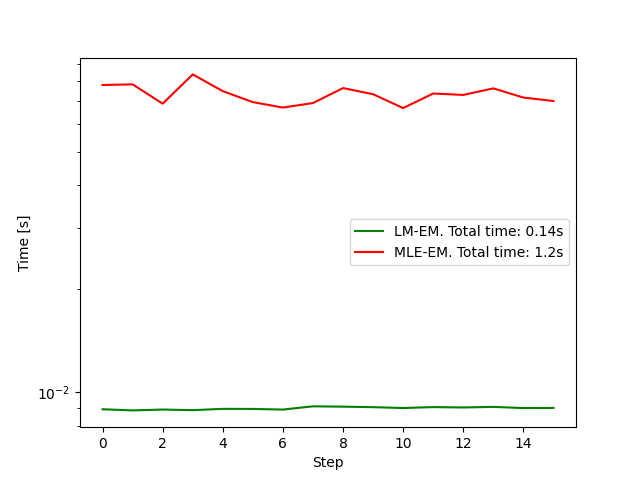 Time [s]
LM-EM. Total time: 0.14s
MLE-EM. Total time: 1.2s
10⁻²
0 2 4 6 8 10 12 14
Step